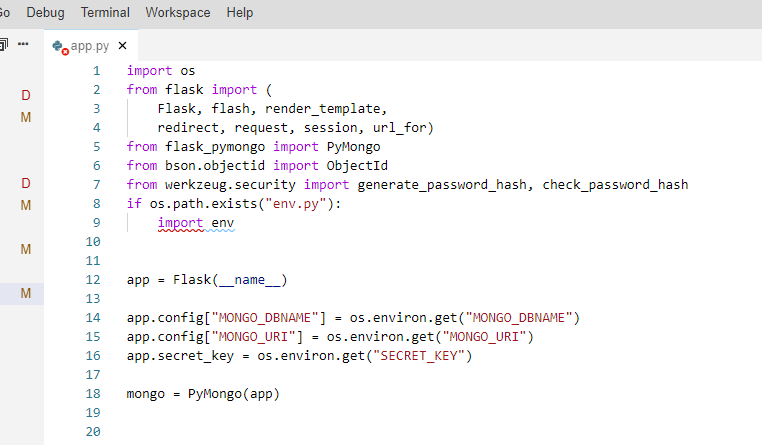 Go Debug Terminal Workspace Help
app.py
D
M
D
M
M
M
1 import os
2 from flask import (
3     Flask, flash, render_template,
4     redirect, request, session, url_for)
5 from flask_pymongo import PyMongo
6 from bson.objectid import ObjectId
7 from werkzeug.security import generate_password_hash, check_password_hash
8 if os.path.exists("env.py"):
9     import env
10
11
12 app = Flask(__name__)
13
14 app.config["MONGO_DBNAME"] = os.environ.get("MONGO_DBNAME")
15 app.config["MONGO_URI"] = os.environ.get("MONGO_URI")
16 app.secret_key = os.environ.get("SECRET_KEY")
17
18 mongo = PyMongo(app)
19
20